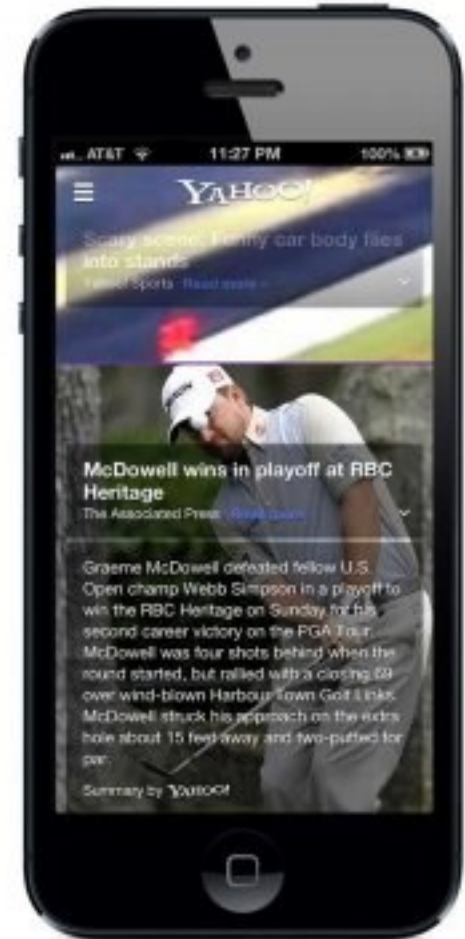 AT&T 11:27 PM 100%
YAHOO!
Scary scene: Funny car body flies
into stands
Yahoo! Sports Read more »
McDowell wins in playoff at RBC
Heritage
The Associated Press Read more
Graeme McDowell defeated fellow U.S.
Open champ Webb Simpson in a playoff to
win the RBC Heritage on Sunday for his
second career victory on the PGA Tour.
McDowell was four shots behind when the
round started, but rallied with a closing 69
over wind-blown Harbour Town Golf Links.
McDowell struck his approach on the extra
hole about 15 feet away and two-putted for
par.
Summary by YAHOO!